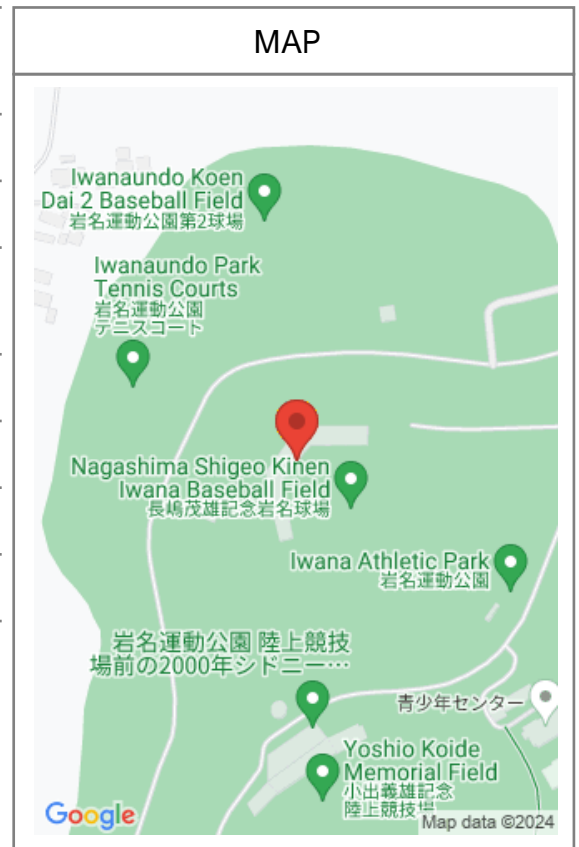 MAP
Iwanaundo Koen
Dai 2 Baseball Field
岩名運動公園第2球場
Iwanaundo Park
Tennis Courts
岩名運動公園
テニスコート
Nagashima Shigeo Kinen
Iwana Baseball Field
長嶋茂雄記念岩名球場
Iwana Athletic Park
岩名運動公園
岩名運動公園 陸上競技
場前の2000年シドニー…
青少年センター
Yoshio Koide
Memorial Field
小出義雄記念
陸上競技場
Google
Map data ©2024